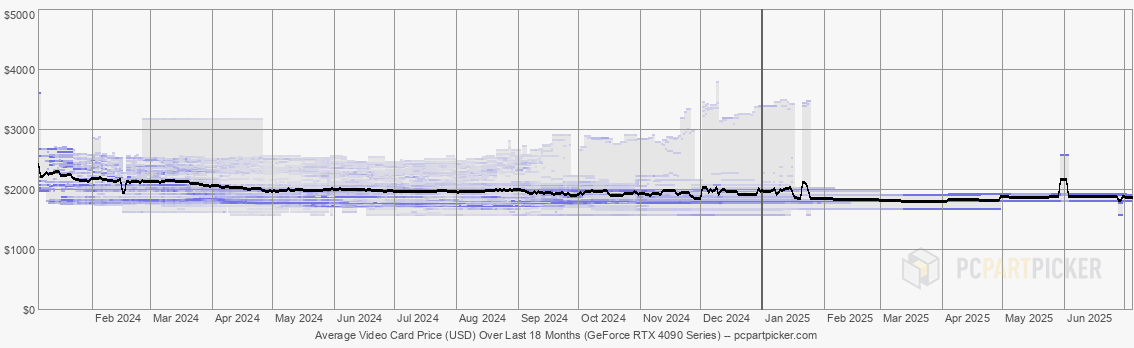 $5000
$4000
$3000
$2000
$1000
$0
PCPARTPICKER
Feb 2024 Mar 2024 Apr 2024 May 2024 Jun 2024 Jul 2024 Aug 2024 Sep 2024 Oct 2024 Nov 2024 Dec 2024 Jan 2025 Feb 2025 Mar 2025 Apr 2025 May 2025 Jun 2025
Average Video Card Price (USD) Over Last 18 Months (GeForce RTX 4090 Series) -- pcpartpicker.com